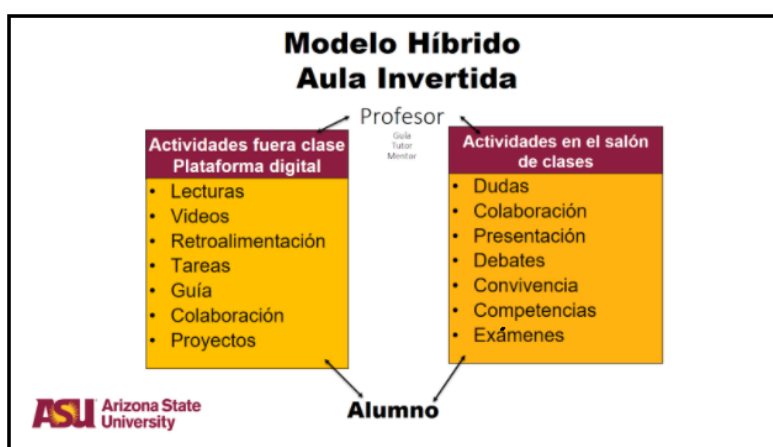 Modelo Híbrido
Aula Invertida
Profesor
Guía
Tutor
Mentor
Actividades fuera clase
Plataforma digital
• Lecturas
• Videos
• Retroalimentación
• Tareas
• Guía
• Colaboración
• Proyectos
Actividades en el salón
de clases
• Dudas
• Colaboración
• Presentación
• Debates
• Convivencia
• Competencias
• Exámenes
Alumno
ASU Arizona State
University